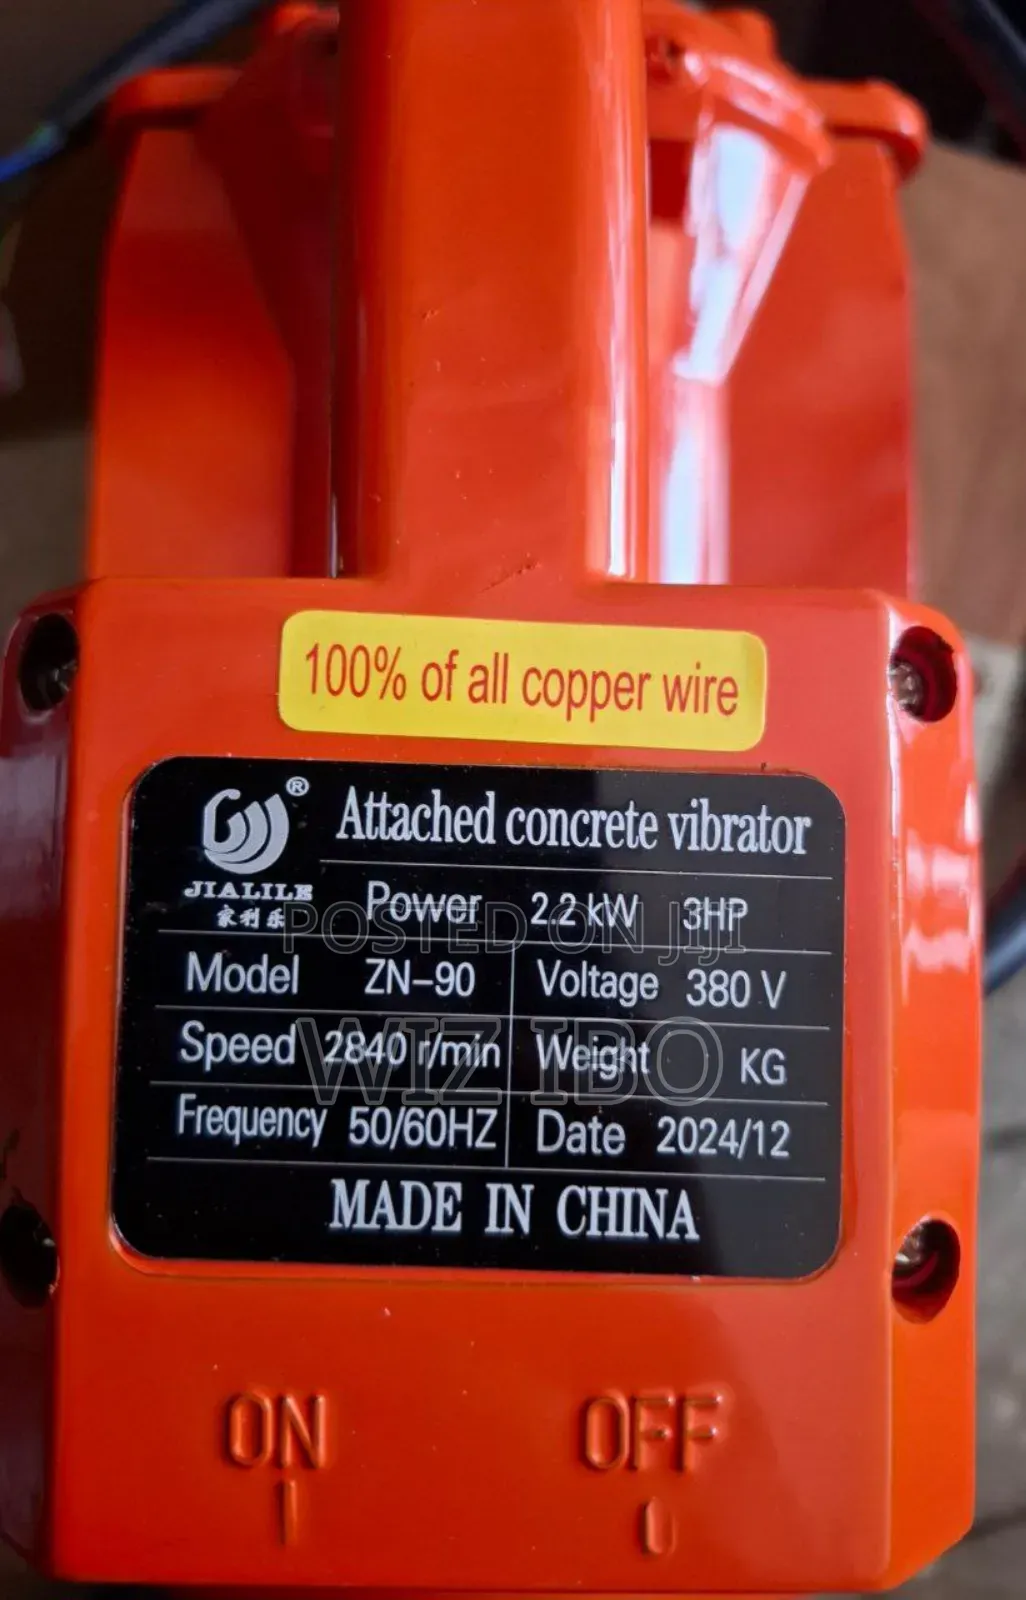 100% of all copper wire
®
Attached concrete vibrator
JIALILE
家利乐
Power 2.2 kW 3HP
POSTED ON JIJI
Model ZN-90 Voltage 380 V
Speed 2840 r/min Weight KG
WIZ IBO
Frequency 50/60HZ Date 2024/12
MADE IN CHINA
ON OFF
I 0